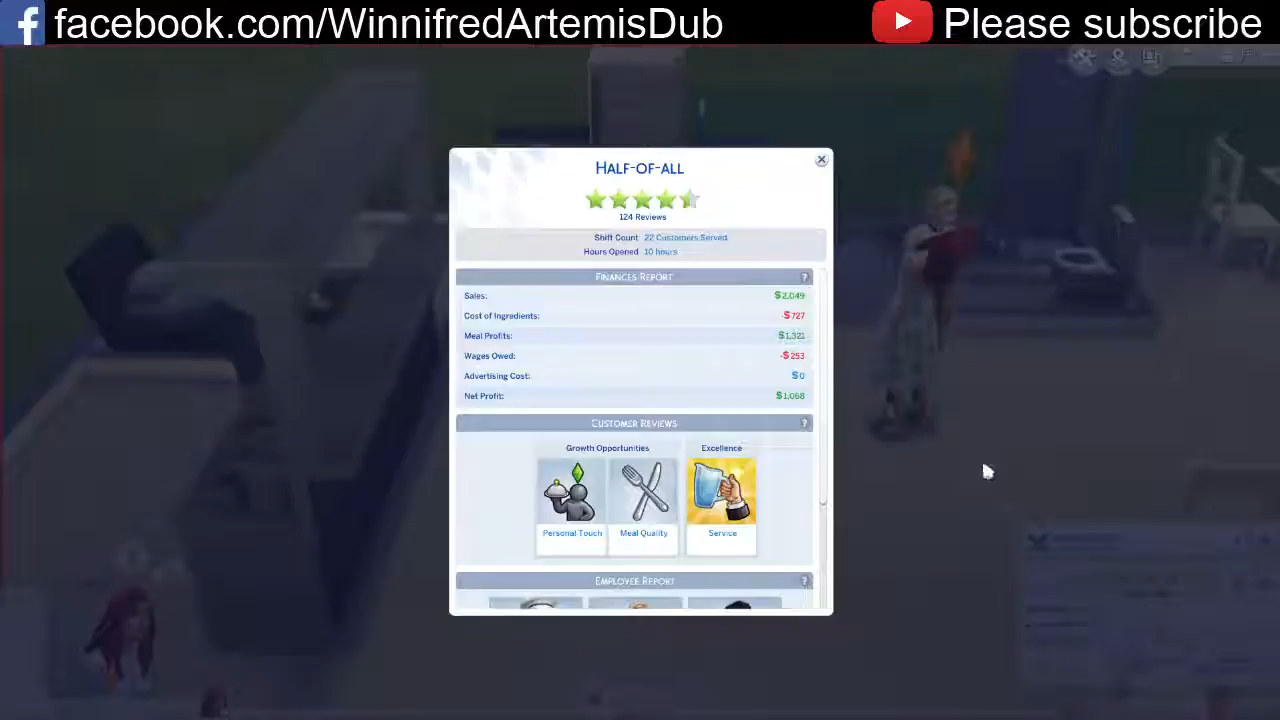 facebook.com/WinnifredArtemisDub
Please subscribe
Half-of-all
124 Reviews
Shift Count: 22 Customers Served
Hours Opened: 10 hours
Finances Report ?
Sales: $2,049
Cost of Ingredients: -$727
Meal Profits: $1,321
Wages Owed: -$253
Advertising Cost: $0
Net Profit: $1,068
Customer Reviews ?
Growth Opportunities Excellence
Personal Touch Meal Quality Service
Employee Report ?